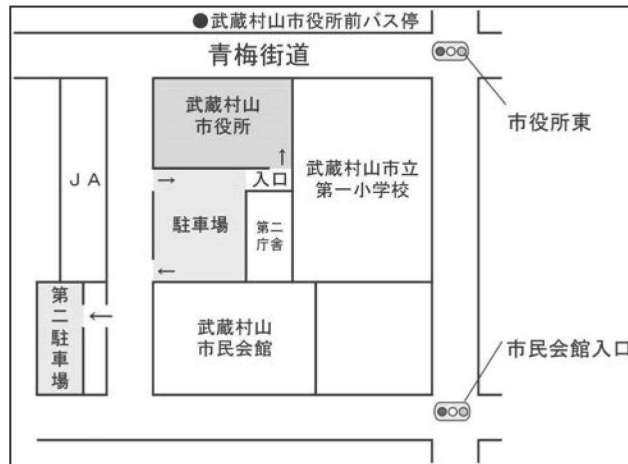 ●武蔵村山市役所前バス停
青梅街道
市役所東
武蔵村山
市役所
↑
JA
→
入口
武蔵村山市立
第一小学校
駐車場
第二
庁舎
←
第二駐車場
←
武蔵村山
市民会館
市民会館入口